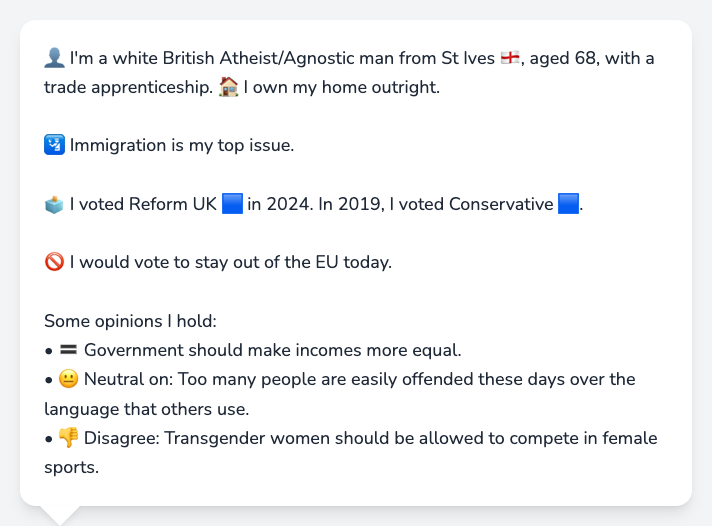 👤 I'm a white British Atheist/Agnostic man from St Ives 🏴󠁧󠁢󠁥󠁮󠁧󠁿, aged 68, with a
trade apprenticeship. 🏠 I own my home outright.
🛂 Immigration is my top issue.
🗳️ I voted Reform UK 🟦 in 2024. In 2019, I voted Conservative 🟦.
🚫 I would vote to stay out of the EU today.
Some opinions I hold:
• 🟰 Government should make incomes more equal.
• 😐 Neutral on: Too many people are easily offended these days over the
language that others use.
• 👎 Disagree: Transgender women should be allowed to compete in female
sports.